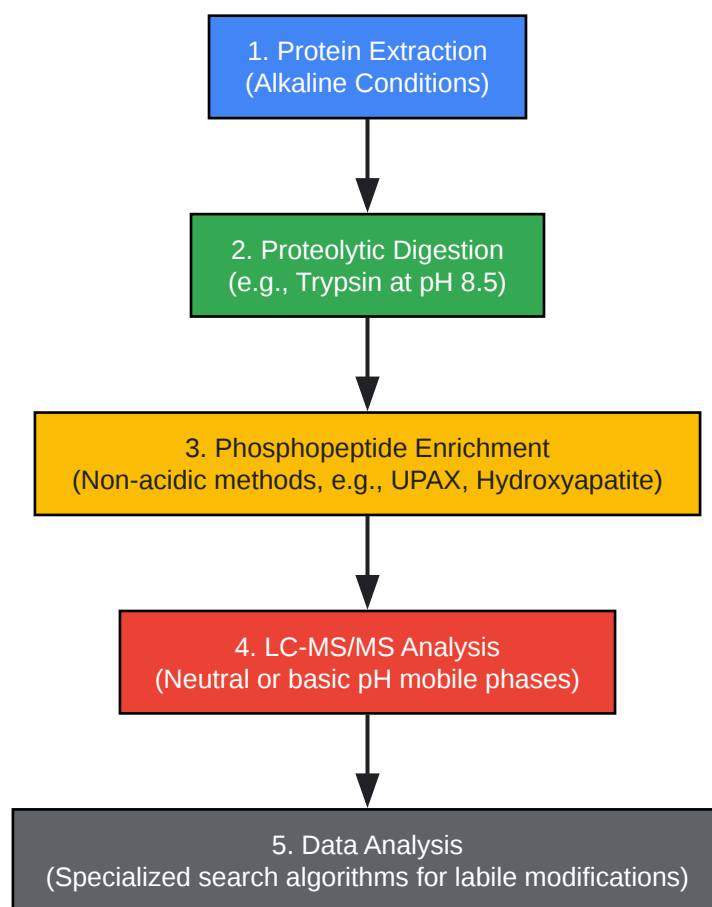 1. Protein Extraction
(Alkaline Conditions)
2. Proteolytic Digestion
(e.g., Trypsin at pH 8.5)
3. Phosphopeptide Enrichment
(Non-acidic methods, e.g., UPAX, Hydroxyapatite)
4. LC-MS/MS Analysis
(Neutral or basic pH mobile phases)
5. Data Analysis
(Specialized search algorithms for labile modifications)